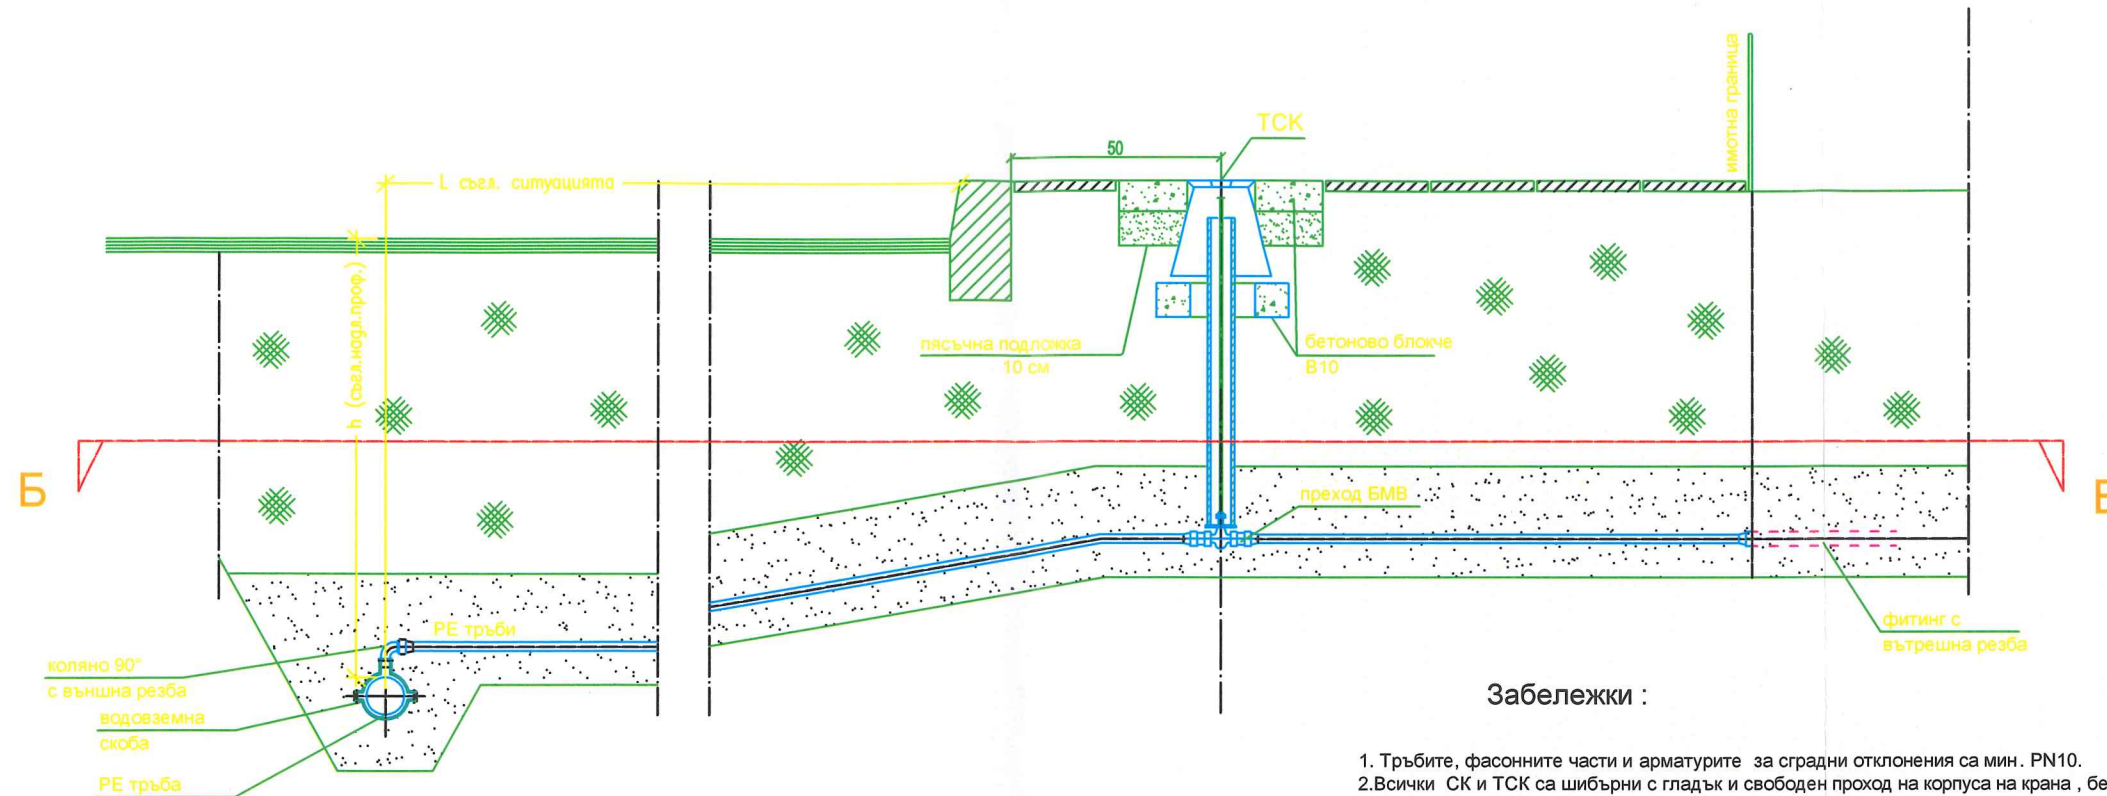 имотна граница
ТСК
50
L съгл. ситуацията
h (съгл.надл.проф.)
пясъчна подложка
10 см
бетоново блокче
В10
Б
преход БМВ
РЕ тръби
фитинг с
вътрешна резба
коляно 90°
с външна резба
водовземна
скоба
РЕ тръба
Забележки :
1. Тръбите, фасонните части и арматурите за сградни отклонения са мин. PN10.
2.Всички СК и ТСК са шибърни с гладък и свободен проход на корпуса на крана , бе